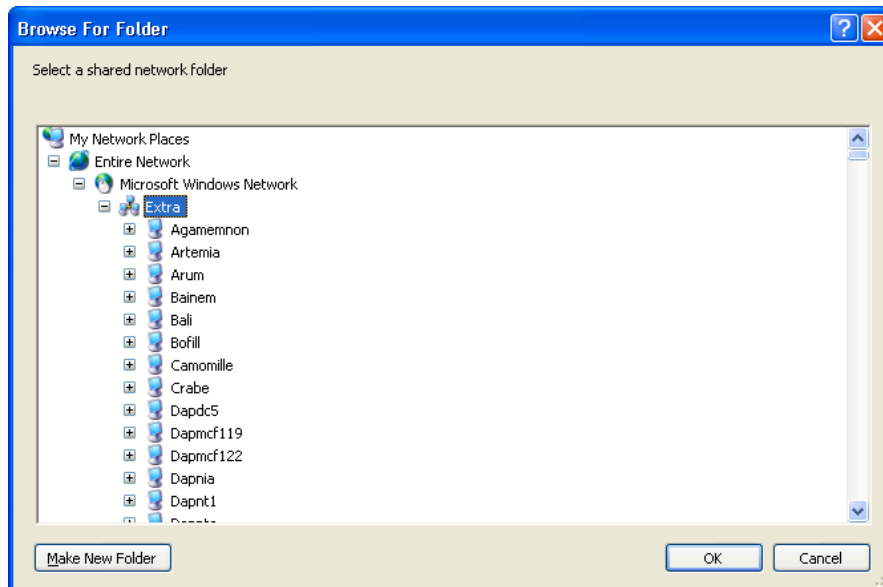 Browse For Folder
Select a shared network folder
My Network Places
Entire Network
Microsoft Windows Network
Extra
Agamemnon
Artemia
Arum
Bainem
Bali
Bofill
Camomille
Crabe
Dapdc5
Dapmcf119
Dapmcf122
Dapnia
Dapnt1
Make New Folder
OK
Cancel